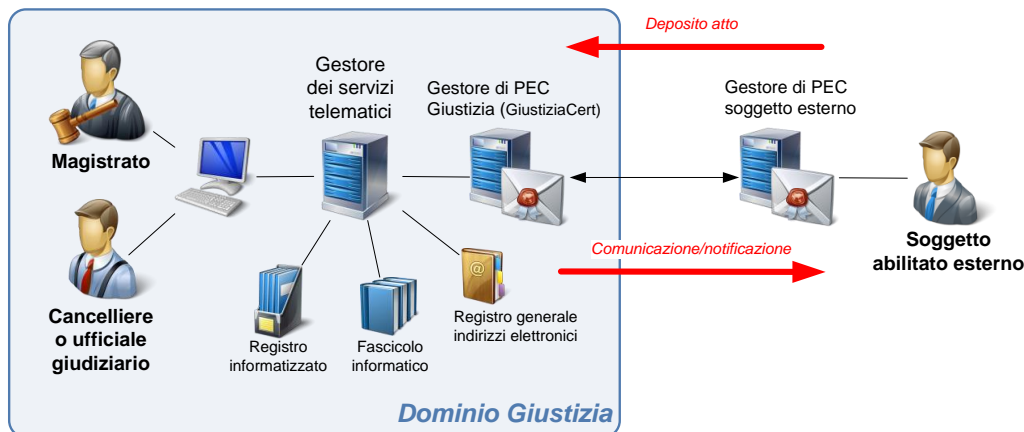 Deposito atto
Gestore
dei servizi
telematici
Gestore di PEC
Giustizia (GiustiziaCert)
Gestore di PEC
soggetto esterno
Magistrato
Cancelliere
o ufficiale
giudiziario
@
Registro
informatizzato
Fascicolo
informatico
Registro generale
indirizzi elettronici
Comunicazione/notificazione
Soggetto
abilitato esterno
Dominio Giustizia